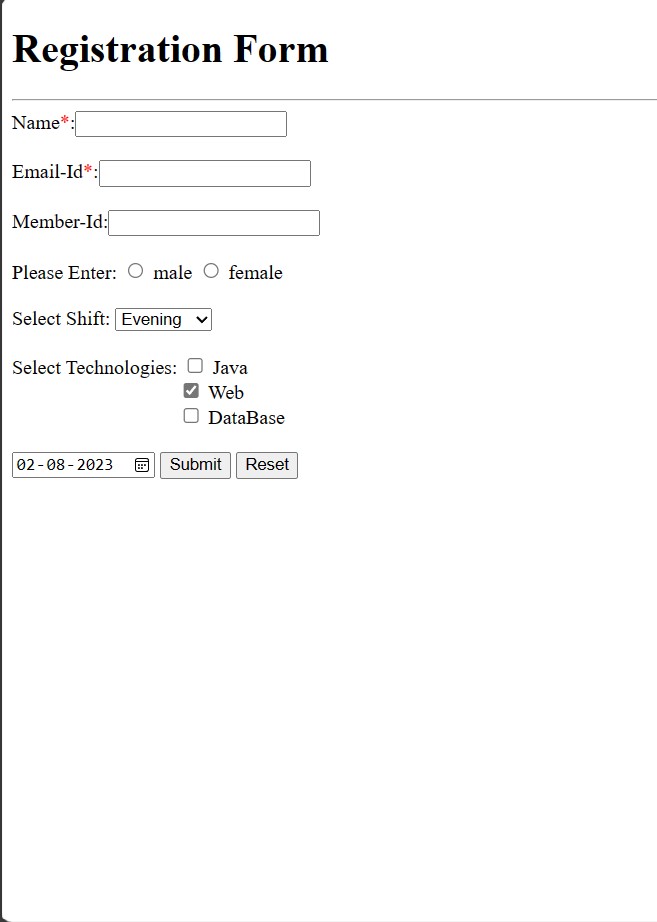 Registration Form
Name*:
Email-Id*:
Member-Id:
Please Enter: male female
Select Shift: Evening
Select Technologies: Java
Web
DataBase
02-08-2023 Submit Reset